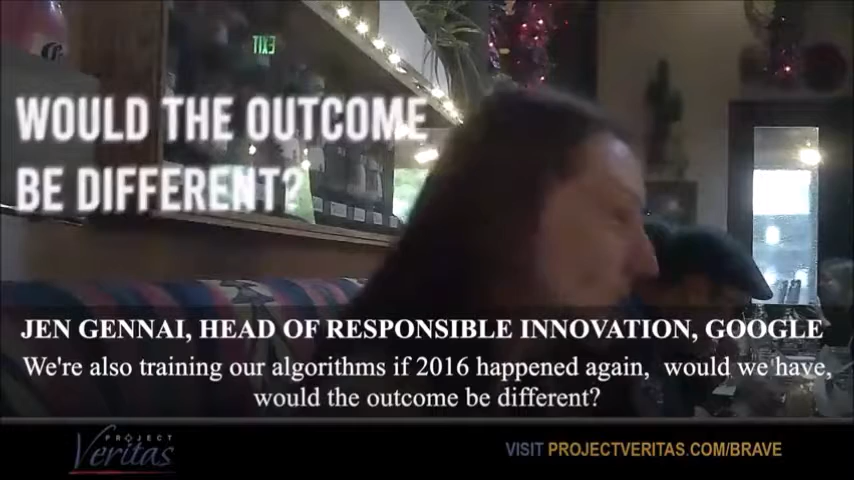 EXIT
WOULD THE OUTCOME
BE DIFFERENT?
JEN GENNAI, HEAD OF RESPONSIBLE INNOVATION, GOOGLE
We're also training our algorithms if 2016 happened again, would we have,
would the outcome be different?
PROJECT
Veritas
VISIT PROJECTVERITAS.COM/BRAVE